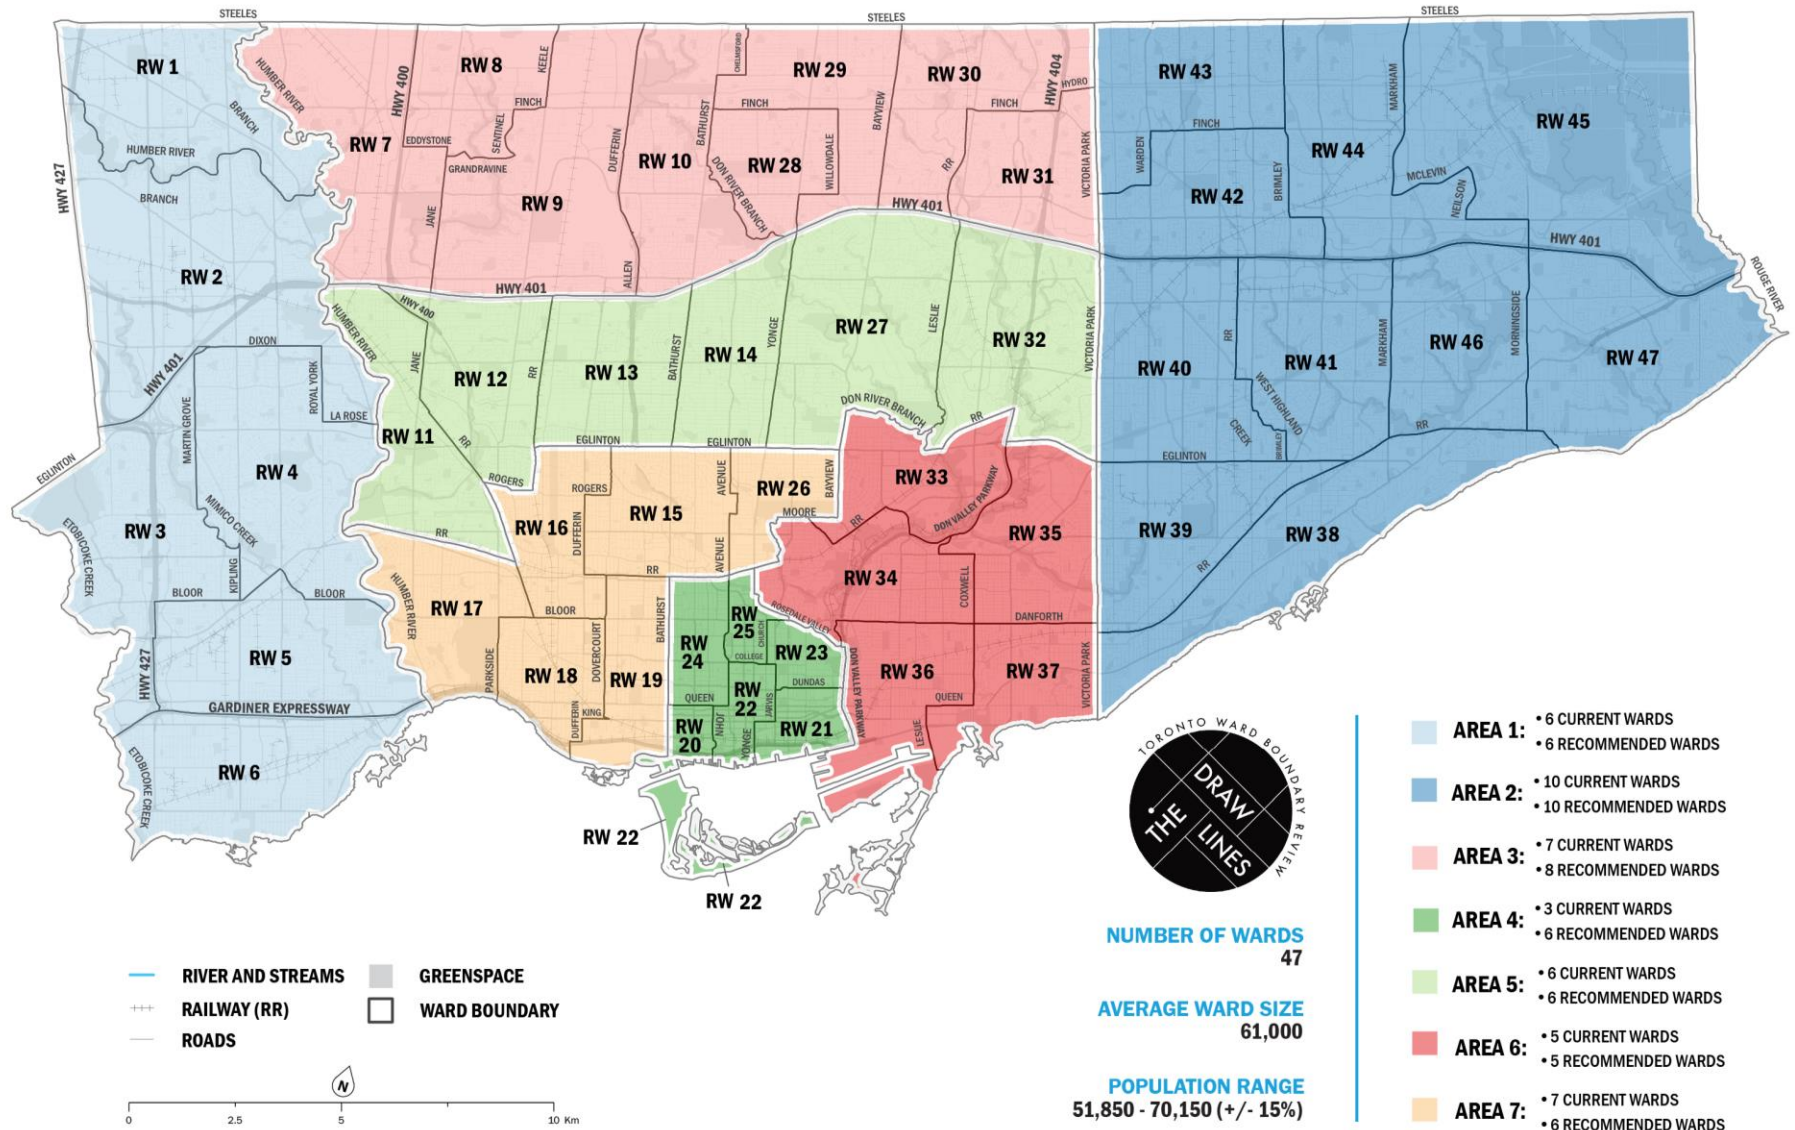 STEELES
STEELES
STEELES
RW 1
HUMBER RIVER
BRANCH
HUMBER RIVER
BRANCH
HWY 427
RW 2
HWY 401
DIXON
MARTIN GROVE
ROYAL YORK
LA ROSE
EGLINTON
RW 4
RW 3
MIMICO CREEK
ETOBICOKE CREEK
KIPLING
BLOOR
BLOOR
HWY 427
RW 5
GARDINER EXPRESSWAY
RW 6
ETOBICOKE CREEK
RW 7
HWY 400
RW 8
KEELE
FINCH
SENTINEL
EDDYSTONE
GRANDRAVINE
JANE
RW 9
DUFFERIN
ALLEN
RW 10
BATHURST
CHELMSFORD
RW 29
FINCH
RW 28
WILLOWDALE
DON RIVER BRANCH
BAYVIEW
RW 30
HWY 404
HYDRO
FINCH
RR
RW 31
VICTORIA PARK
HWY 401
HWY 401
HUMBER RIVER
HWY 400
JANE
RW 12
RR
RW 13
BATHURST
RW 14
YONGE
RW 27
LESLIE
RW 32
VICTORIA PARK
RW 11
RR
ROGERS
RR
EGLINTON
EGLINTON
DON RIVER BRANCH
RR
RW 16
ROGERS
DUFFERIN
RW 15
AVENUE
AVENUE
RW 26
BAYVIEW
MOORE
RR
HUMBER RIVER
RW 17
PARKSIDE
BLOOR
RW 18
DOVERCOURT
RW 19
BATHURST
DUFFERIN
KING
RW 24
RW 25
CHURCH
COLLEGE
RW 23
ROSEDALE VALLEY
DUNDAS
QUEEN
RW 22
JARVIS
RW 20
JOHN
YONGE
RW 21
RW 22
RW 22
RW 33
RR
DON VALLEY PARKWAY
RW 35
RW 34
COXWELL
DANFORTH
DON VALLEY PARKWAY
RW 36
RW 37
QUEEN
LESLIE
VICTORIA PARK
RW 43
WARDEN
FINCH
RW 42
BRIMLEY
RW 44
MARKHAM
MCLEVIN
NEILSON
RW 45
HWY 401
ROUGE RIVER
RW 40
RR
RW 41
WEST HIGHLAND
CREEK
BRIMLEY
MARKHAM
RW 46
MORNINGSIDE
RW 47
RR
EGLINTON
RW 39
RR
RW 38
TORONTO WARD BOUNDARY REVIEW
DRAW
THE
LINES
NUMBER OF WARDS
47
AVERAGE WARD SIZE
61,000
POPULATION RANGE
51,850 - 70,150 (+/- 15%)
AREA 1:
• 6 CURRENT WARDS
• 6 RECOMMENDED WARDS
AREA 2:
• 10 CURRENT WARDS
• 10 RECOMMENDED WARDS
AREA 3:
• 7 CURRENT WARDS
• 8 RECOMMENDED WARDS
AREA 4:
• 3 CURRENT WARDS
• 6 RECOMMENDED WARDS
AREA 5:
• 6 CURRENT WARDS
• 6 RECOMMENDED WARDS
AREA 6:
• 5 CURRENT WARDS
• 5 RECOMMENDED WARDS
AREA 7:
• 7 CURRENT WARDS
• 6 RECOMMENDED WARDS
RIVER AND STREAMS
GREENSPACE
RAILWAY (RR)
WARD BOUNDARY
ROADS
N
0 2.5 5 10 Km